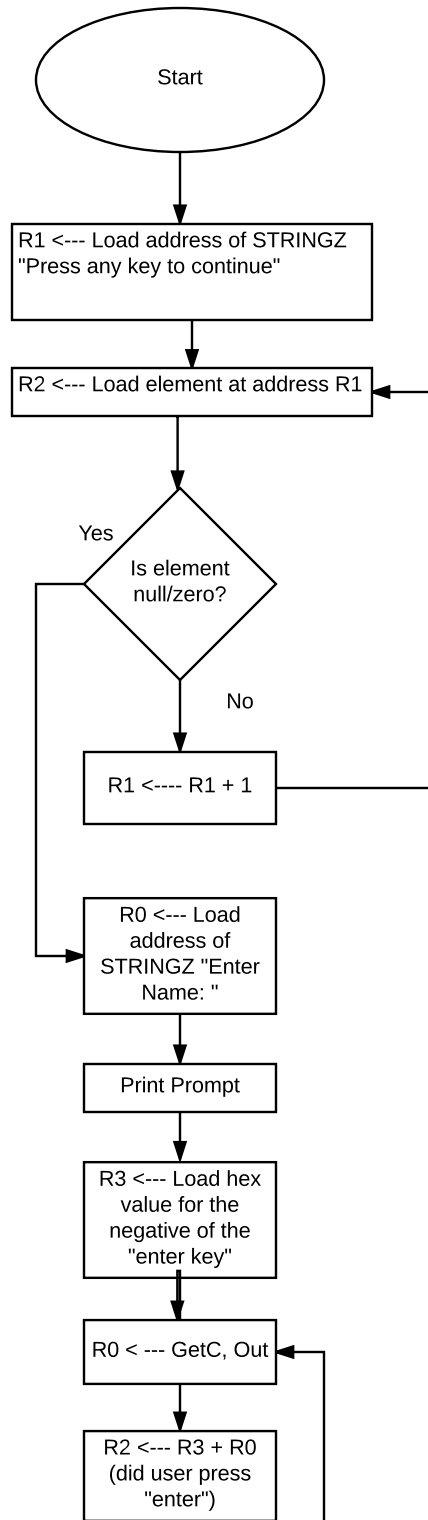 Start
R1 <--- Load address of STRINGZ
"Press any key to continue"
R2 <--- Load element at address R1
Yes
Is element
null/zero?
No
R1 <---- R1 + 1
R0 <--- Load
address of
STRINGZ "Enter
Name: "
Print Prompt
R3 <--- Load hex
value for the
negative of the
"enter key"
R0 < --- GetC, Out
R2 <--- R3 + R0
(did user press
"enter")